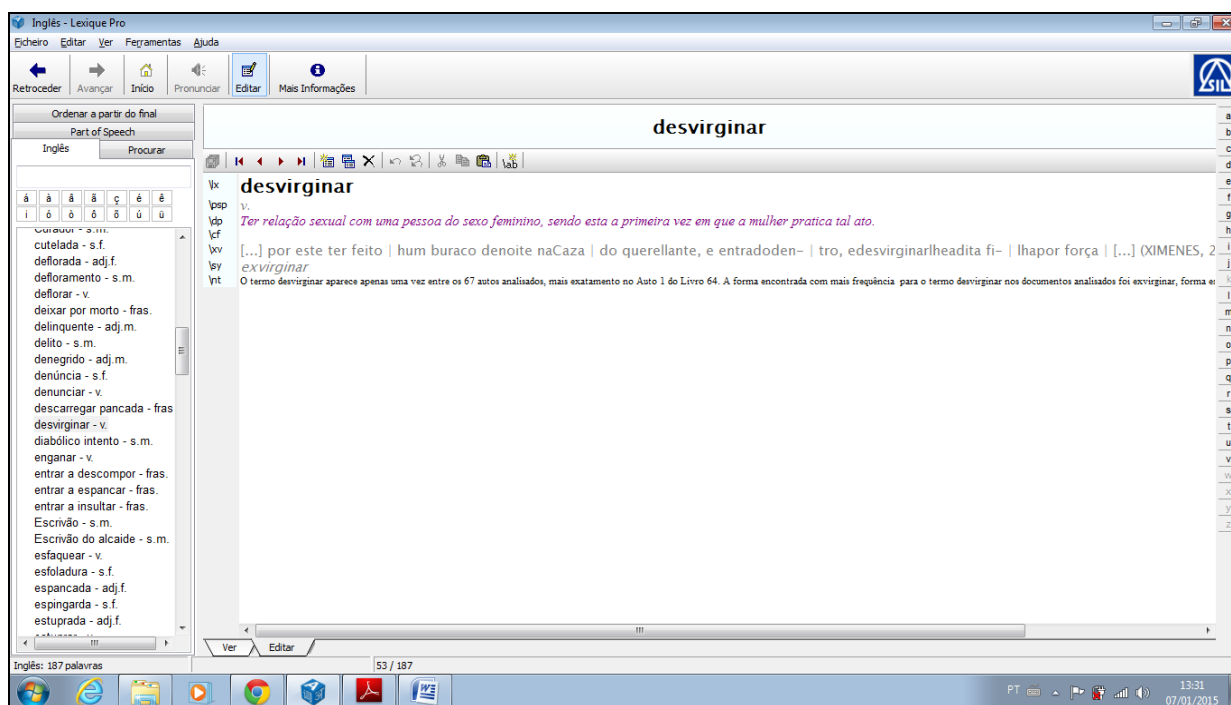 Inglês - Lexique Pro
Ficheiro Editar Ver Ferramentas Ajuda
Retroceder Avançar Início Pronunciar Editar Mais Informações
SIL
Ordenar a partir do final
Part of Speech
Inglês Procurar
á à â ã ç é ê
í ó ò ô õ ú ü
curador - s.m.
cutelada - s.f.
deflorada - adj.f.
defloramento - s.m.
deflorar - v.
deixar por morto - fras.
delinquente - adj.m.
delito - s.m.
denegrido - adj.m.
denúncia - s.f.
denunciar - v.
descarregar pancada - fras
desvirginar - v.
diabólico intento - s.m.
enganar - v.
entrar a descompor - fras.
entrar a espancar - fras.
entrar a insultar - fras.
Escrivão - s.m.
Escrivão do alcaide - s.m.
esfaquear - v.
esfoladura - s.f.
espancada - adj.f.
espingarda - s.f.
estuprada - adj.f.
desvirginar
\lx desvirginar
\psp v.
\dp Ter relação sexual com uma pessoa do sexo feminino, sendo esta a primeira vez em que a mulher pratica tal ato.
\cf
\xv [...] por este ter feito | hum buraco denoite naCaza | do querellante, e entradoden– | tro, edesvirginarlheadita fi– | lhapor força | [...] (XIMENES, 2
\sy exvirginar
\nt O termo desvirginar aparece apenas uma vez entre os 67 autos analisados, mais exatamento no Auto 1 do Livro 64. A forma encontrada com mais frequência para o termo desvirginar nos documentos analisados foi exvirginar, forma es
a
b
c
d
e
f
g
h
i
j
k
l
m
n
o
p
q
r
s
t
u
v
w
x
y
z
Ver Editar
Inglês: 187 palavras 53 / 187
PT 13:31
07/01/2015